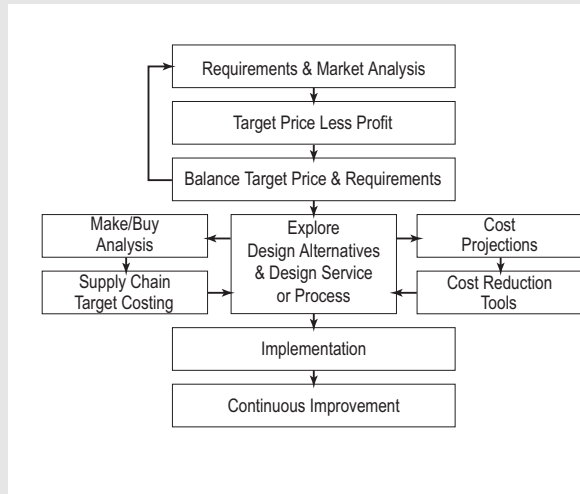 Requirements & Market Analysis
Target Price Less Profit
Balance Target Price & Requirements
Make/Buy
Analysis
Explore
Design Alternatives
& Design Service
or Process
Cost
Projections
Supply Chain
Target Costing
Cost Reduction
Tools
Implementation
Continuous Improvement